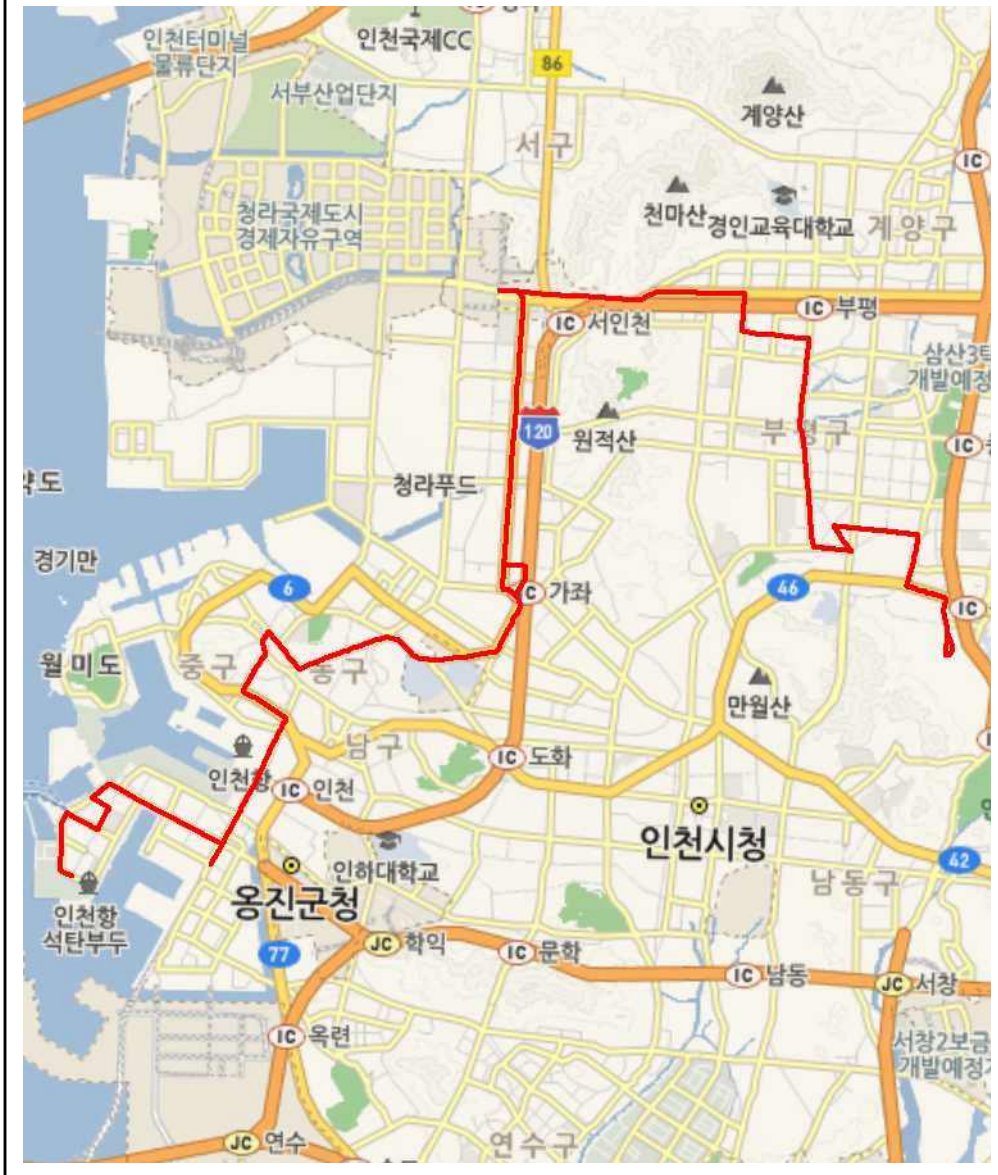 인천터미널
물류단지
인천국제CC
86
서부산업단지
계양산
서구
IC
천마산
경인교육대학교
계양구
청라국제도시
경제자유구역
IC 부평
IC 서인천
삼산3택
개발예정
120
원적산
부평구
IC
청라푸드
경기만
6
C 가좌
46
IC
월미도
중구
동구
만월산
남구
인천항
IC 인천
IC 도화
인천시청
인하대학교
42
남동구
옹진군청
인천항
석탄부두
77
JC 학익
IC 문학
IC 남동
JC 서창
IC 옥련
서창2보금
개발예정
JC 연수
연수구